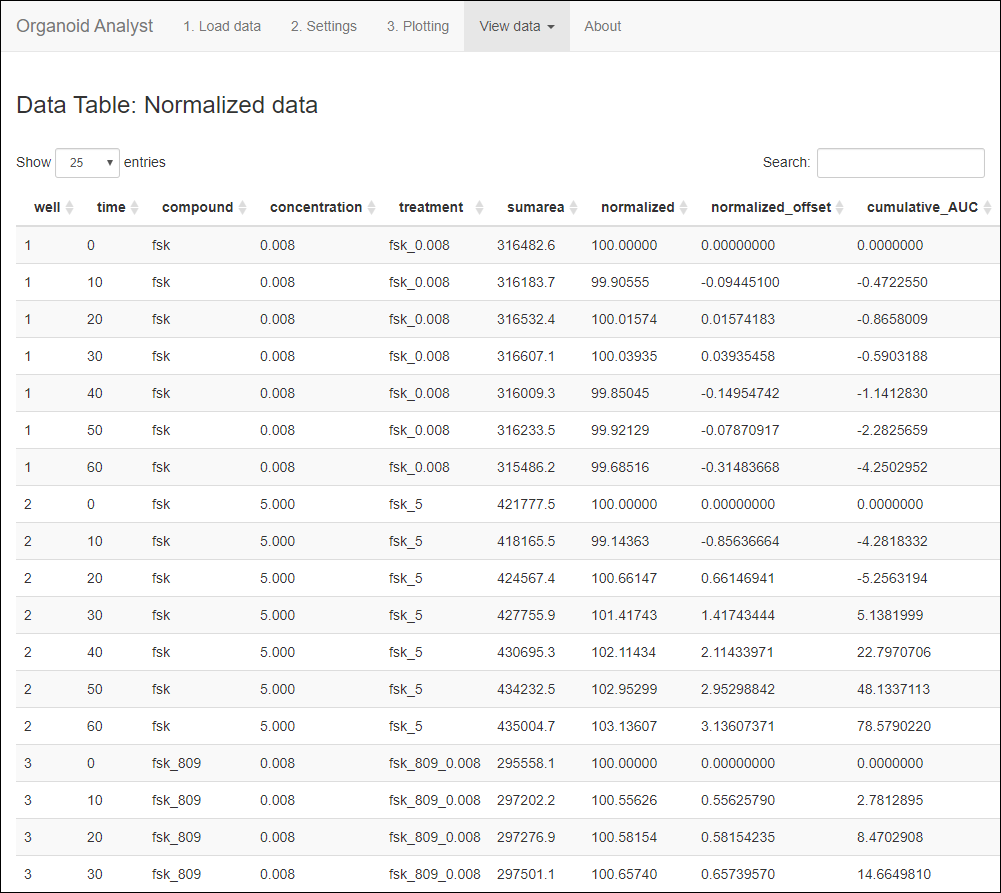 Organoid Analyst 1. Load data 2. Settings 3. Plotting View data About
Data Table: Normalized data
Show 25 entries Search:
well time compound concentration treatment sumarea normalized normalized_offset cumulative_AUC
1 0 fsk 0.008 fsk_0.008 316482.6 100.00000 0.00000000 0.0000000
1 10 fsk 0.008 fsk_0.008 316183.7 99.90555 -0.09445100 -0.4722550
1 20 fsk 0.008 fsk_0.008 316532.4 100.01574 0.01574183 -0.8658009
1 30 fsk 0.008 fsk_0.008 316607.1 100.03935 0.03935458 -0.5903188
1 40 fsk 0.008 fsk_0.008 316009.3 99.85045 -0.14954742 -1.1412830
1 50 fsk 0.008 fsk_0.008 316233.5 99.92129 -0.07870917 -2.2825659
1 60 fsk 0.008 fsk_0.008 315486.2 99.68516 -0.31483668 -4.2502952
2 0 fsk 5.000 fsk_5 421777.5 100.00000 0.00000000 0.0000000
2 10 fsk 5.000 fsk_5 418165.5 99.14363 -0.85636664 -4.2818332
2 20 fsk 5.000 fsk_5 424567.4 100.66147 0.66146941 -5.2563194
2 30 fsk 5.000 fsk_5 427755.9 101.41743 1.41743444 5.1381999
2 40 fsk 5.000 fsk_5 430695.3 102.11434 2.11433971 22.7970706
2 50 fsk 5.000 fsk_5 434232.5 102.95299 2.95298842 48.1337113
2 60 fsk 5.000 fsk_5 435004.7 103.13607 3.13607371 78.5790220
3 0 fsk_809 0.008 fsk_809_0.008 295558.1 100.00000 0.00000000 0.0000000
3 10 fsk_809 0.008 fsk_809_0.008 297202.2 100.55626 0.55625790 2.7812895
3 20 fsk_809 0.008 fsk_809_0.008 297276.9 100.58154 0.58154235 8.4702908
3 30 fsk_809 0.008 fsk_809_0.008 297501.1 100.65740 0.65739570 14.6649810